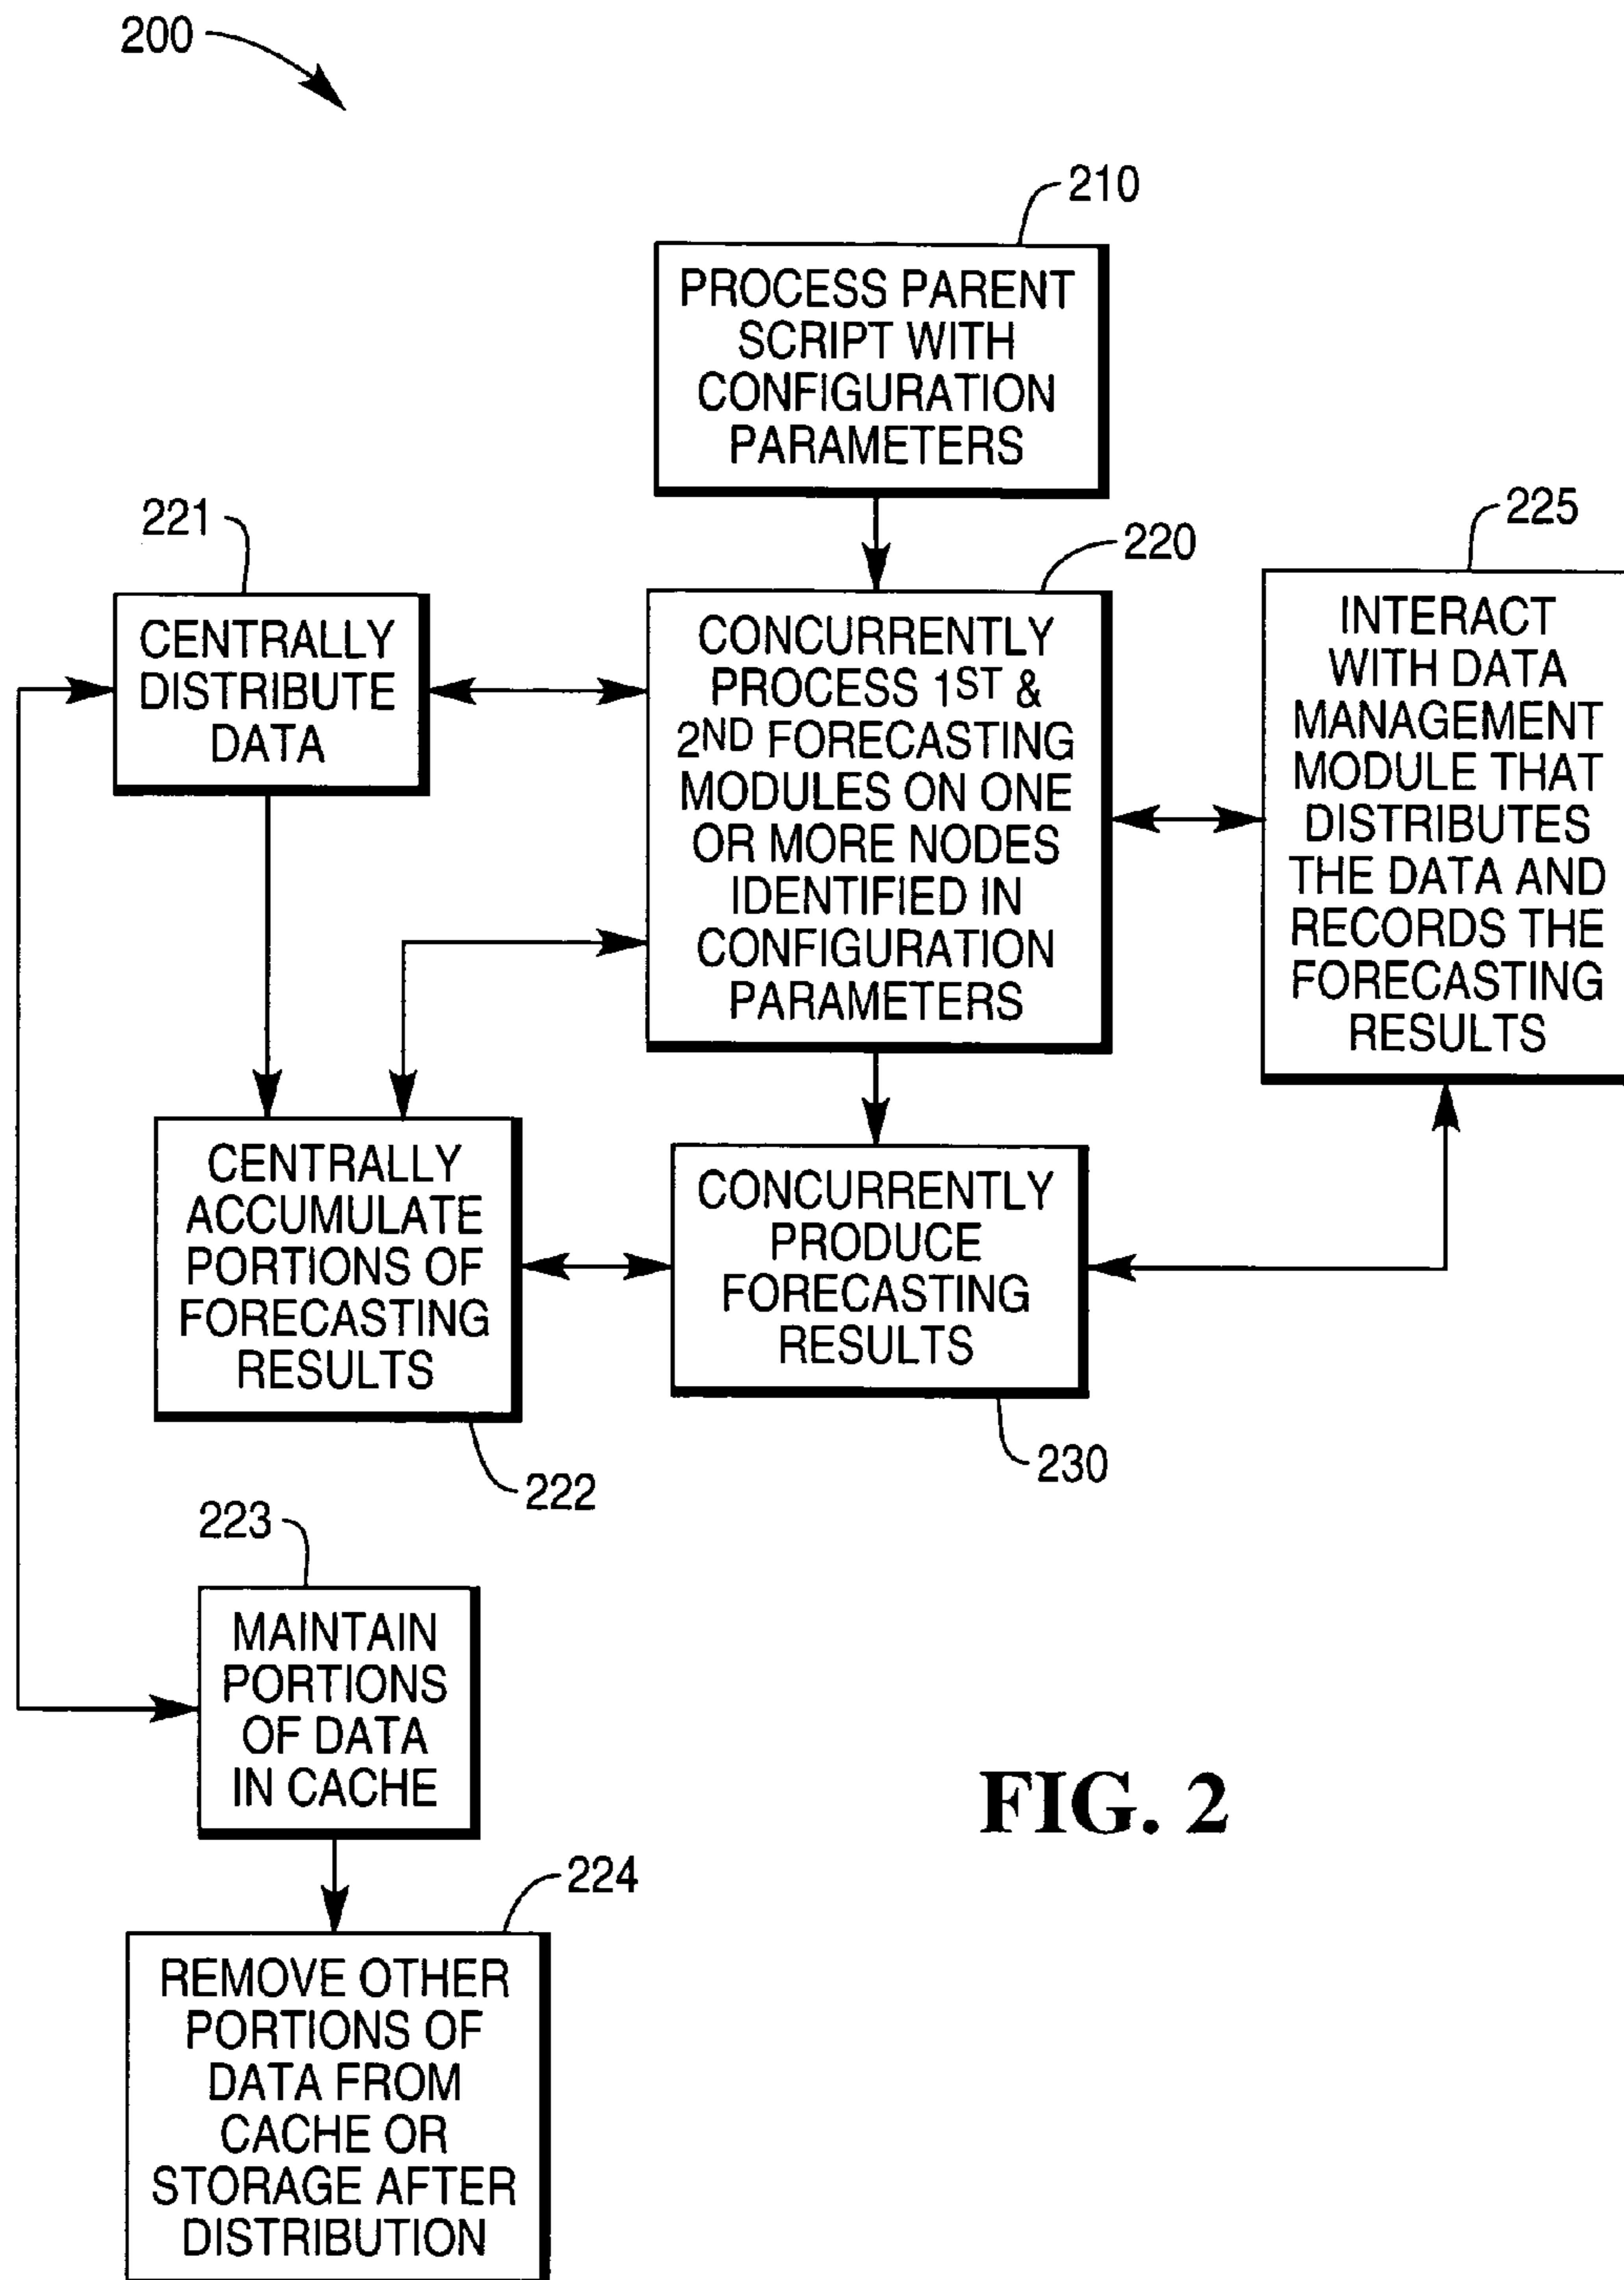 200
210
PROCESS PARENT
SCRIPT WITH
CONFIGURATION
PARAMETERS
221
CENTRALLY
DISTRIBUTE
DATA
220
CONCURRENTLY
PROCESS 1ST &
2ND FORECASTING
MODULES ON ONE
OR MORE NODES
IDENTIFIED IN
CONFIGURATION
PARAMETERS
225
INTERACT
WITH DATA
MANAGEMENT
MODULE THAT
DISTRIBUTES
THE DATA AND
RECORDS THE
FORECASTING
RESULTS
CENTRALLY
ACCUMULATE
PORTIONS OF
FORECASTING
RESULTS
222
CONCURRENTLY
PRODUCE
FORECASTING
RESULTS
230
223
MAINTAIN
PORTIONS
OF DATA
IN CACHE
224
REMOVE OTHER
PORTIONS OF
DATA FROM
CACHE OR
STORAGE AFTER
DISTRIBUTION
FIG. 2